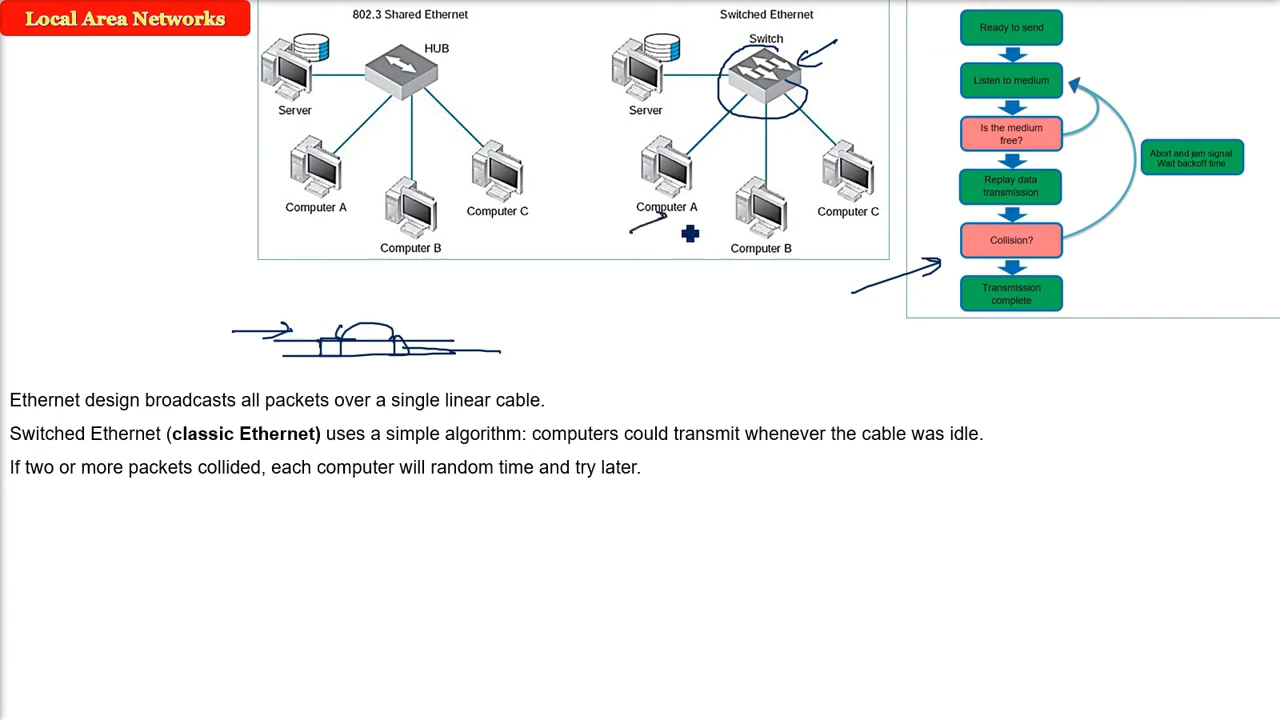 Local Area Networks
802.3 Shared Ethernet
HUB
Server
Computer A
Computer B
Computer C
Switched Ethernet
Switch
Server
Computer A
Computer B
Computer C
Ready to send
Listen to medium
Is the medium
free?
Replay data
transmission
Collision?
Transmission
complete
Abort and jam signal
Wait backoff time
Ethernet design broadcasts all packets over a single linear cable.
Switched Ethernet (classic Ethernet) uses a simple algorithm: computers could transmit whenever the cable was idle.
If two or more packets collided, each computer will random time and try later.